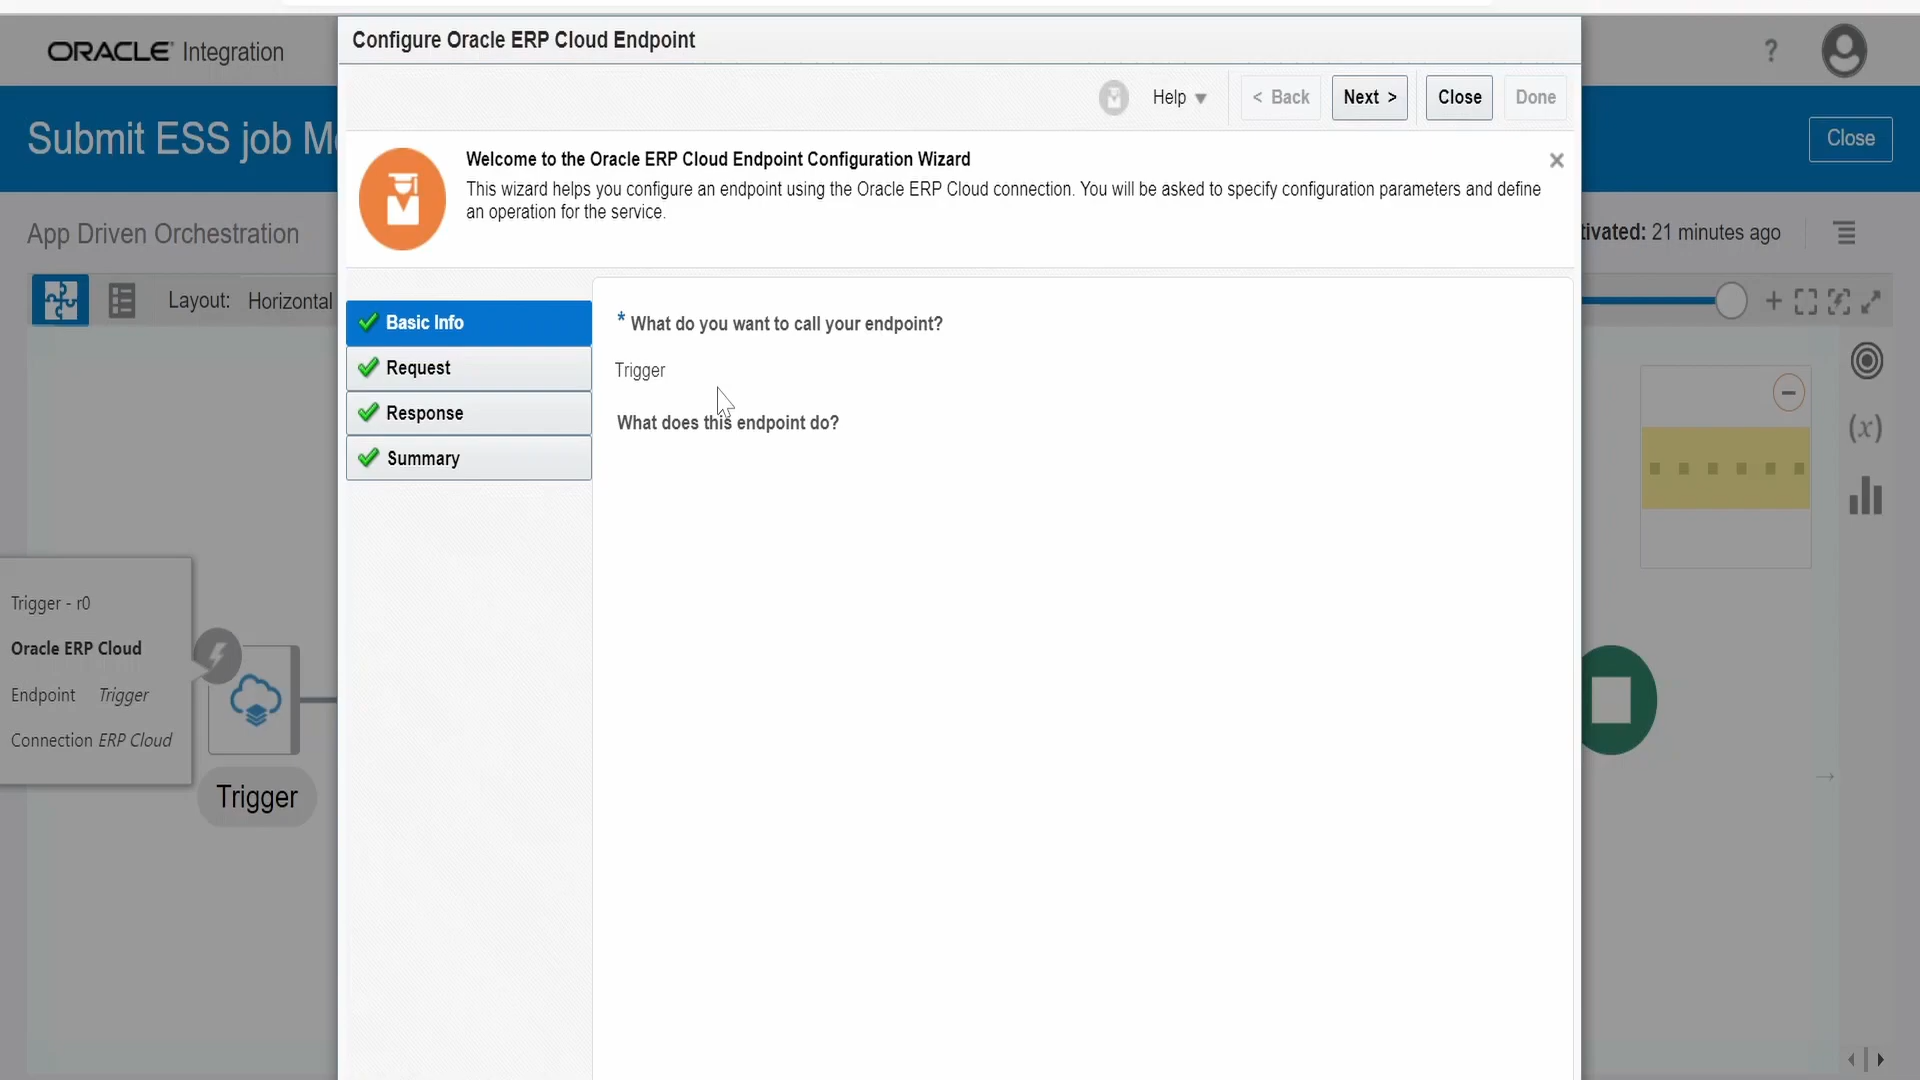 Configure Oracle ERP Cloud Endpoint
ORACLE Integration
?
Help
< Back
Next >
Close
Done
Submit ESS job M
Close
Welcome to the Oracle ERP Cloud Endpoint Configuration Wizard
This wizard helps you configure an endpoint using the Oracle ERP Cloud connection. You will be asked to specify configuration parameters and define
an operation for the service.
App Driven Orchestration
tivated: 21 minutes ago
Layout: Horizontal
Basic Info
Request
Response
Summary
* What do you want to call your endpoint?
Trigger
What does this endpoint do?
(x)
Trigger - r0
Oracle ERP Cloud
Endpoint Trigger
Connection ERP Cloud
Trigger